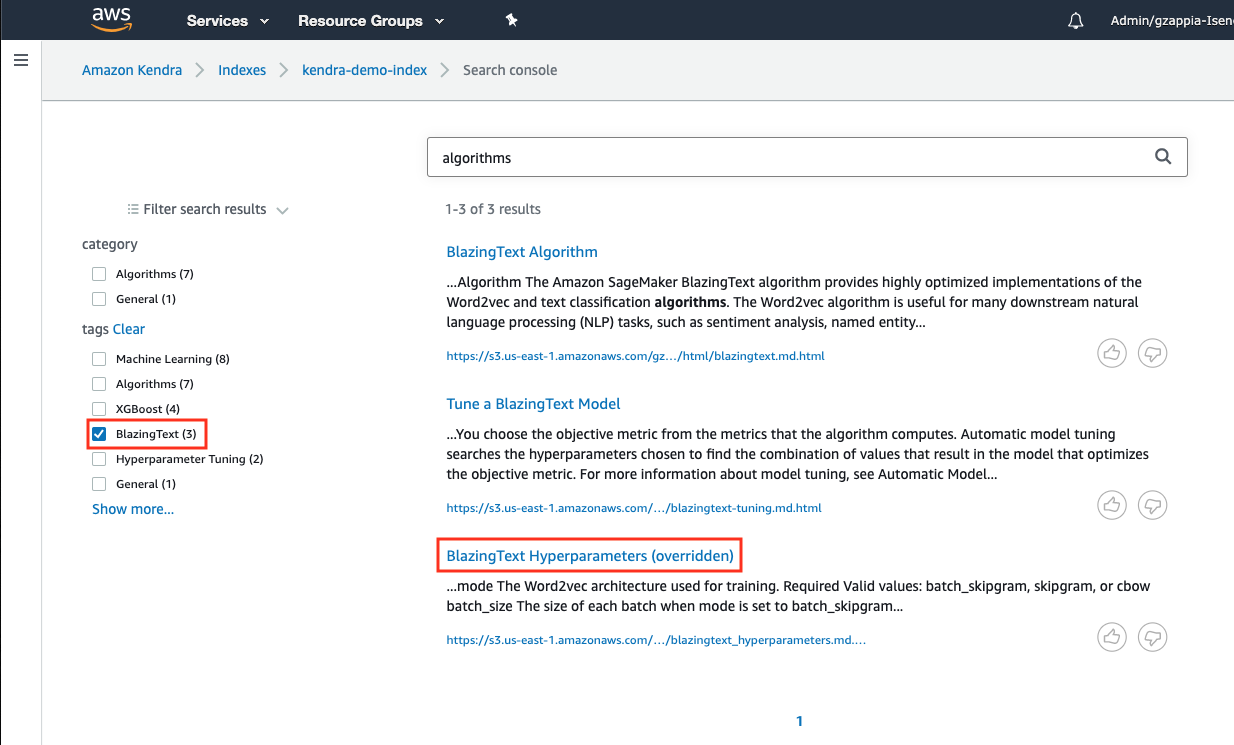 aws Services Resource Groups Admin/gzappia-Isen
Amazon Kendra Indexes kendra-demo-index Search console
algorithms
Filter search results
1-3 of 3 results
category
Algorithms (7)
General (1)
tags Clear
Machine Learning (8)
Algorithms (7)
XGBoost (4)
BlazingText (3)
Hyperparameter Tuning (2)
General (1)
Show more...
BlazingText Algorithm
...Algorithm The Amazon SageMaker BlazingText algorithm provides highly optimized implementations of the
Word2vec and text classification algorithms. The Word2vec algorithm is useful for many downstream natural
language processing (NLP) tasks, such as sentiment analysis, named entity...
https://s3.us-east-1.amazonaws.com/gz.../html/blazingtext.md.html
Tune a BlazingText Model
...You choose the objective metric from the metrics that the algorithm computes. Automatic model tuning
searches the hyperparameters chosen to find the combination of values that result in the model that optimizes
the objective metric. For more information about model tuning, see Automatic Model...
https://s3.us-east-1.amazonaws.com/.../blazingtext-tuning.md.html
BlazingText Hyperparameters (overridden)
...mode The Word2vec architecture used for training. Required Valid values: batch_skipgram, skipgram, or cbow
batch_size The size of each batch when mode is set to batch_skipgram...
https://s3.us-east-1.amazonaws.com/.../blazingtext_hyperparameters.md....
1